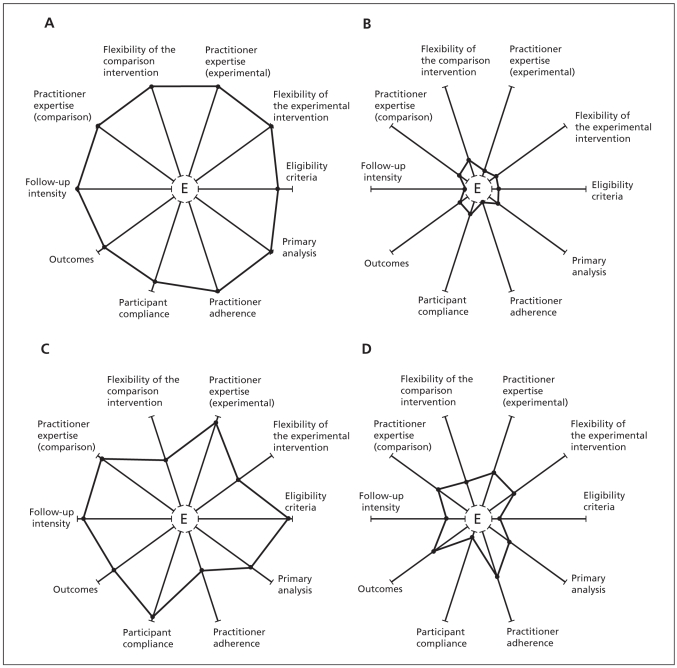 A
Flexibility of the
comparison
intervention
Practitioner
expertise
(experimental)
Practitioner
expertise
(comparison)
Flexibility of
the experimental
intervention
Follow-up
intensity
E
Eligibility
criteria
Outcomes
Primary
analysis
Participant
compliance
Practitioner
adherence
B
Flexibility of
the comparison
intervention
Practitioner
expertise
(experimental)
Practitioner
expertise
(comparison)
Flexibility of
the experimental
intervention
Follow-up
intensity
E
Eligibility
criteria
Outcomes
Primary
analysis
Participant
compliance
Practitioner
adherence
C
Flexibility of the
comparison
intervention
Practitioner
expertise
(experimental)
Practitioner
expertise
(comparison)
Flexibility of
the experimental
intervention
Follow-up
intensity
E
Eligibility
criteria
Outcomes
Primary
analysis
Participant
compliance
Practitioner
adherence
D
Flexibility of the
comparison
intervention
Practitioner
expertise
(experimental)
Practitioner
expertise
(comparison)
Flexibility of
the experimental
intervention
Follow-up
intensity
E
Eligibility
criteria
Outcomes
Primary
analysis
Participant
compliance
Practitioner
adherence